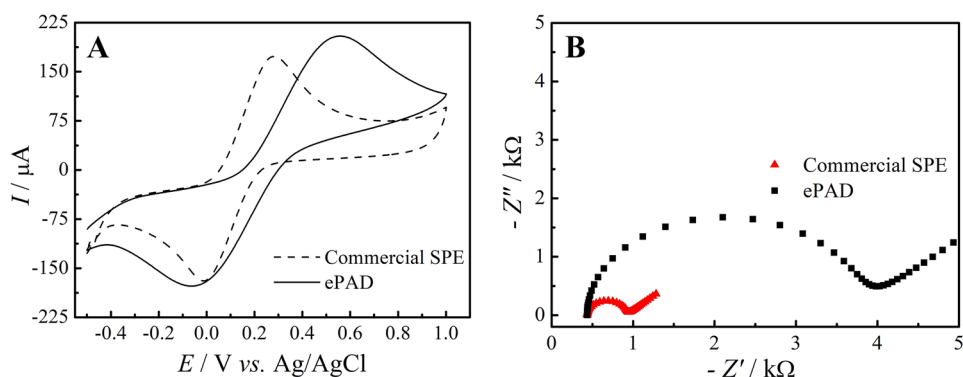 A
225
150
75
0
-75
-150
-225
I / µA
Commercial SPE
ePAD
-0.4 -0.2 0.0 0.2 0.4 0.6 0.8 1.0
E / V vs. Ag/AgCl
B
5
4
3
2
1
0
- Z″ / kΩ
Commercial SPE
ePAD
0 1 2 3 4 5
- Z′ / kΩ